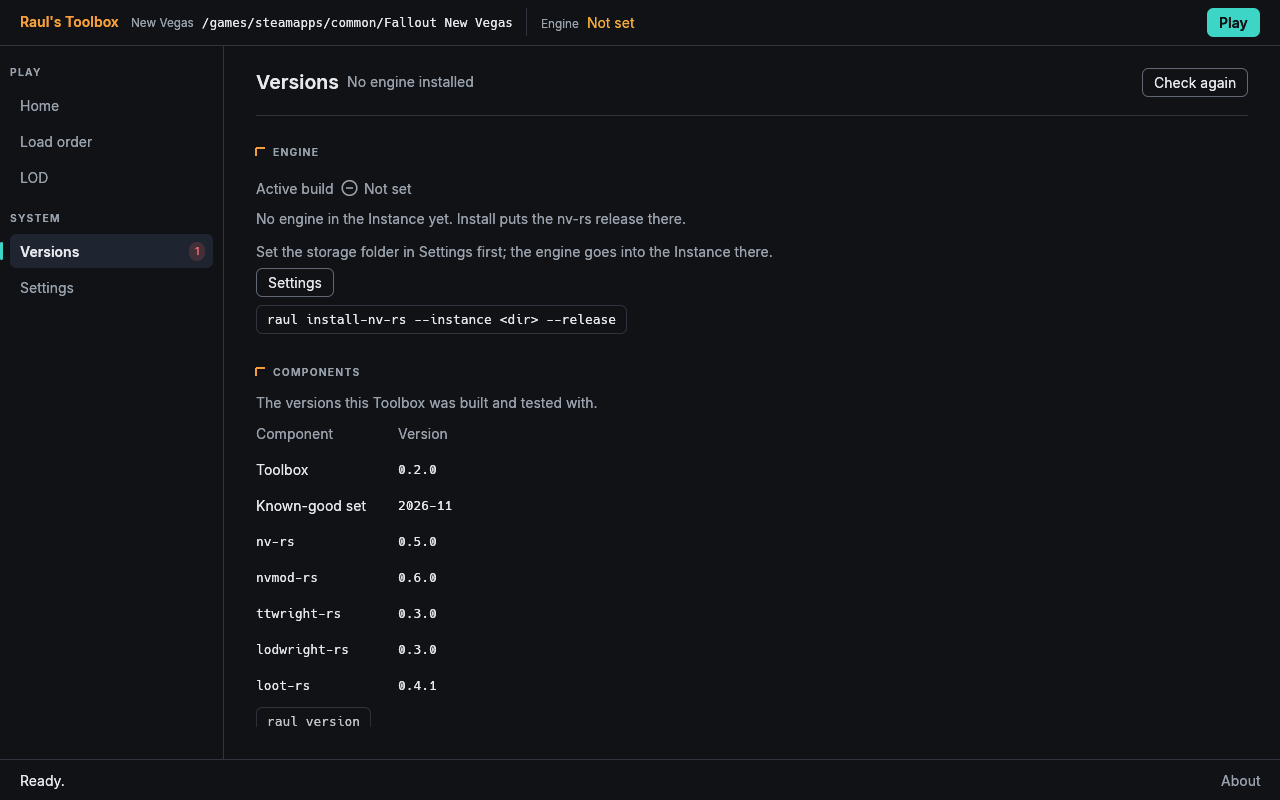 Raul's Toolbox New Vegas /games/steamapps/common/Fallout New Vegas Engine Not set Play
PLAY
Home
Load order
LOD
SYSTEM
Versions 1
Settings
Versions No engine installed Check again
ENGINE
Active build Not set
No engine in the Instance yet. Install puts the nv-rs release there.
Set the storage folder in Settings first; the engine goes into the Instance there.
Settings
raul install-nv-rs --instance <dir> --release
COMPONENTS
The versions this Toolbox was built and tested with.
Component Version
Toolbox 0.2.0
Known-good set 2026-11
nv-rs 0.5.0
nvmod-rs 0.6.0
ttwright-rs 0.3.0
lodwright-rs 0.3.0
loot-rs 0.4.1
raul version
Ready. About